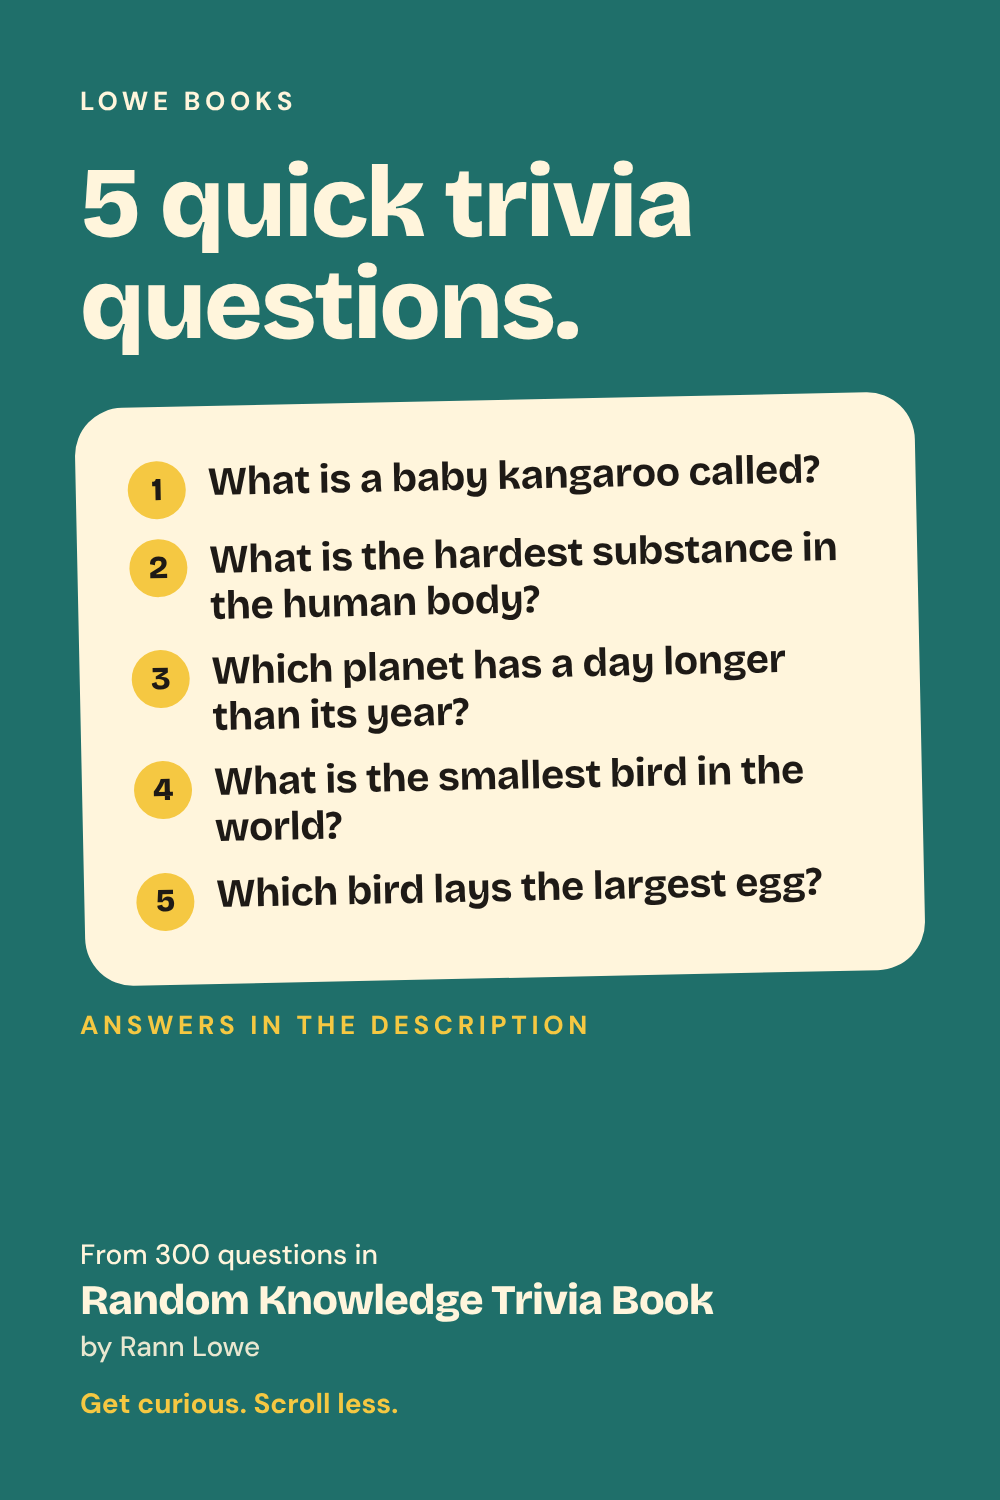 LOWE BOOKS
5 quick trivia
questions.
1 What is a baby kangaroo called?
2 What is the hardest substance in
the human body?
3 Which planet has a day longer
than its year?
4 What is the smallest bird in the
world?
5 Which bird lays the largest egg?
ANSWERS IN THE DESCRIPTION
From 300 questions in
Random Knowledge Trivia Book
by Rann Lowe
Get curious. Scroll less.